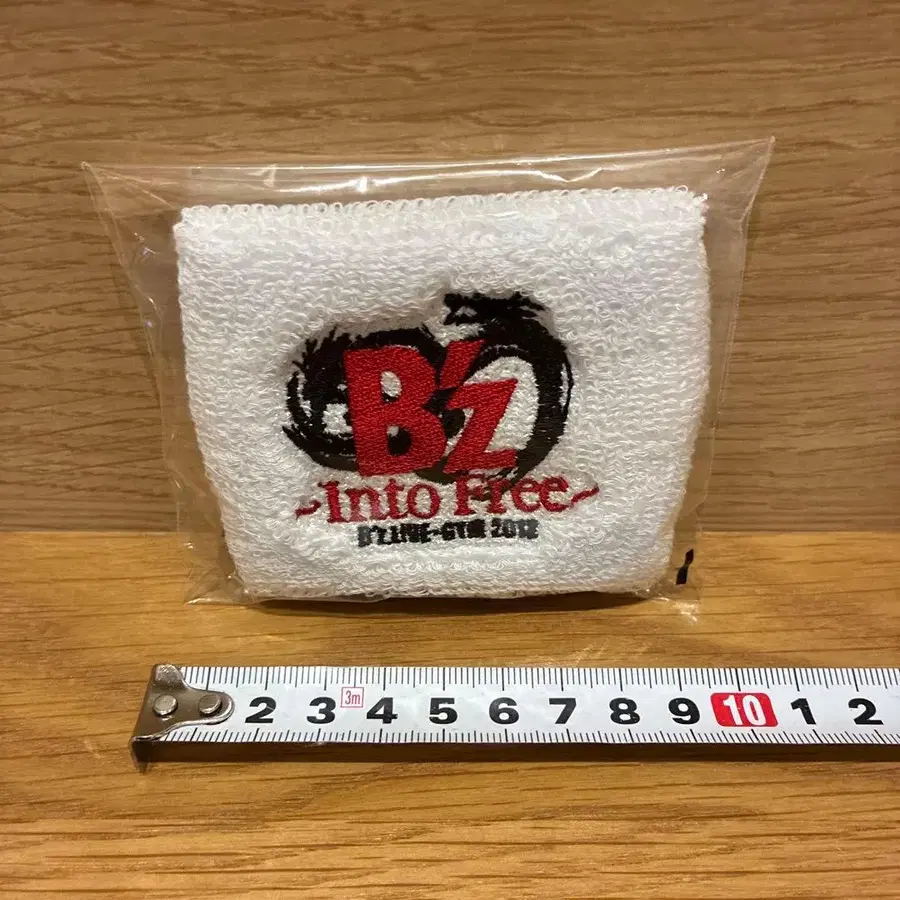 B'z
~Into Free~
B'z LIVE-GYM 2012
2 3 3m 4 5 6 7 8 9 10 1 2